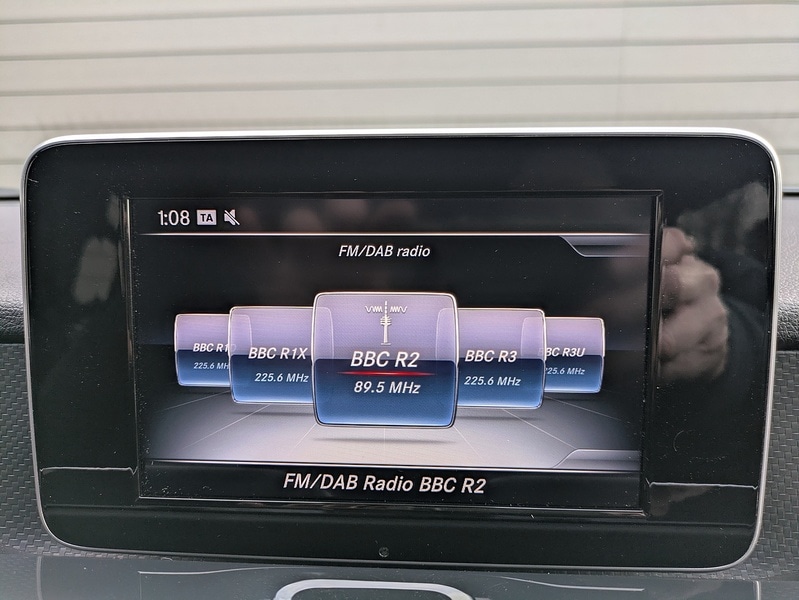 1:08 TA
FM/DAB radio
BBC R1X
225.6 MHz
BBC R2
89.5 MHz
BBC R3
225.6 MHz
BBC R3U
225.6 MHz
FM/DAB Radio BBC R2